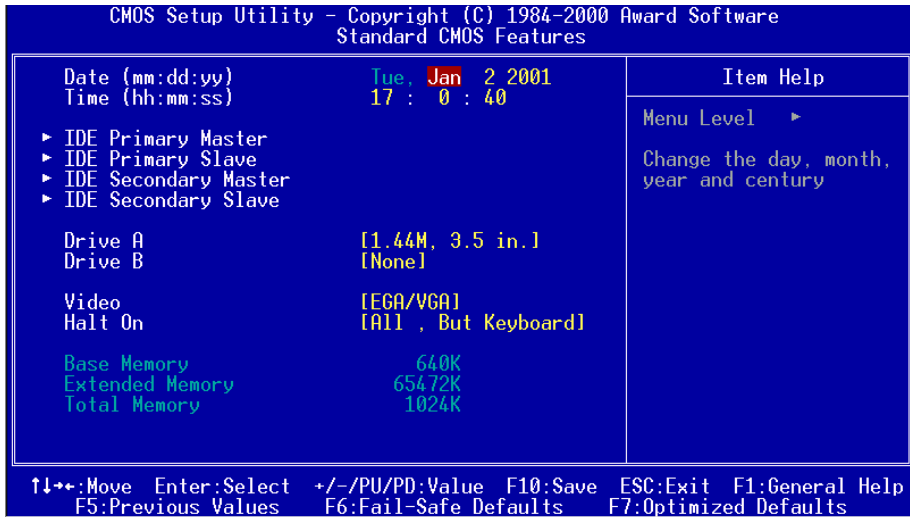 CMOS Setup Utility - Copyright (C) 1984-2000 Award Software
Standard CMOS Features
Date (mm:dd:yy) Tue, Jan 2 2001
Time (hh:mm:ss) 17 : 0 : 40
► IDE Primary Master
► IDE Primary Slave
► IDE Secondary Master
► IDE Secondary Slave
Drive A [1.44M, 3.5 in.]
Drive B [None]
Video [EGA/VGA]
Halt On [All , But Keyboard]
Base Memory 640K
Extended Memory 65472K
Total Memory 1024K
Item Help
Menu Level ►
Change the day, month,
year and century
↑↓→←:Move Enter:Select +/-/PU/PD:Value F10:Save ESC:Exit F1:General Help
F5:Previous Values F6:Fail-Safe Defaults F7:Optimized Defaults